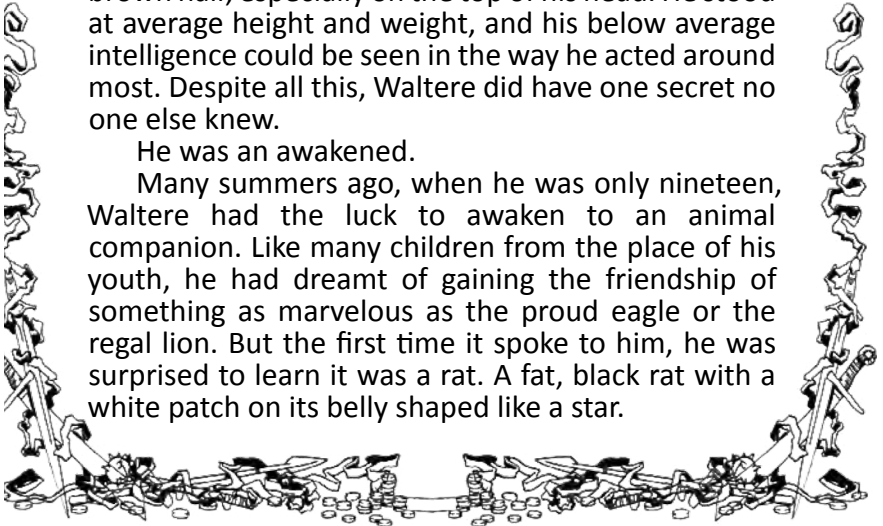 brown hair, especially on the top of his head. He stood
at average height and weight, and his below average
intelligence could be seen in the way he acted around
most. Despite all this, Waltere did have one secret no
one else knew.
He was an awakened.
Many summers ago, when he was only nineteen,
Waltere had the luck to awaken to an animal
companion. Like many children from the place of his
youth, he had dreamt of gaining the friendship of
something as marvelous as the proud eagle or the
regal lion. But the first time it spoke to him, he was
surprised to learn it was a rat. A fat, black rat with a
white patch on its belly shaped like a star.